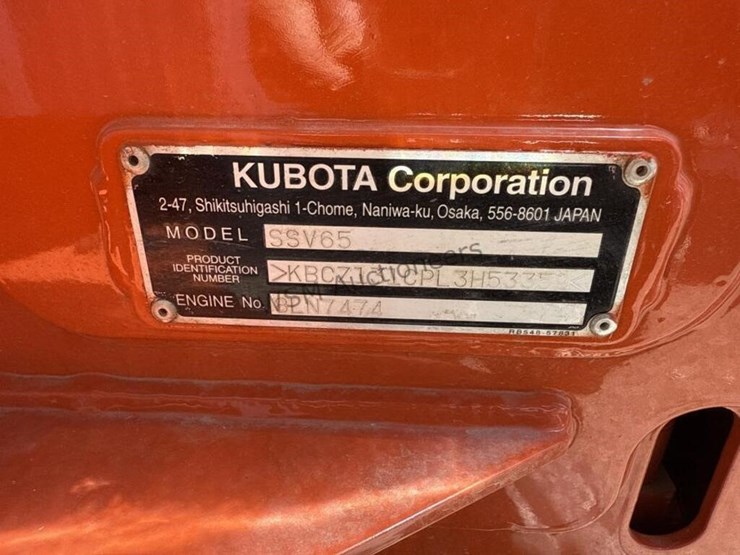 KUBOTA Corporation
2-47, Shikitsuhigashi 1-Chome, Naniwa-ku, Osaka, 556-8601 JAPAN
MODEL SSV65
PRODUCT
IDENTIFICATION
NUMBER
ENGINE No.
Auctioneers